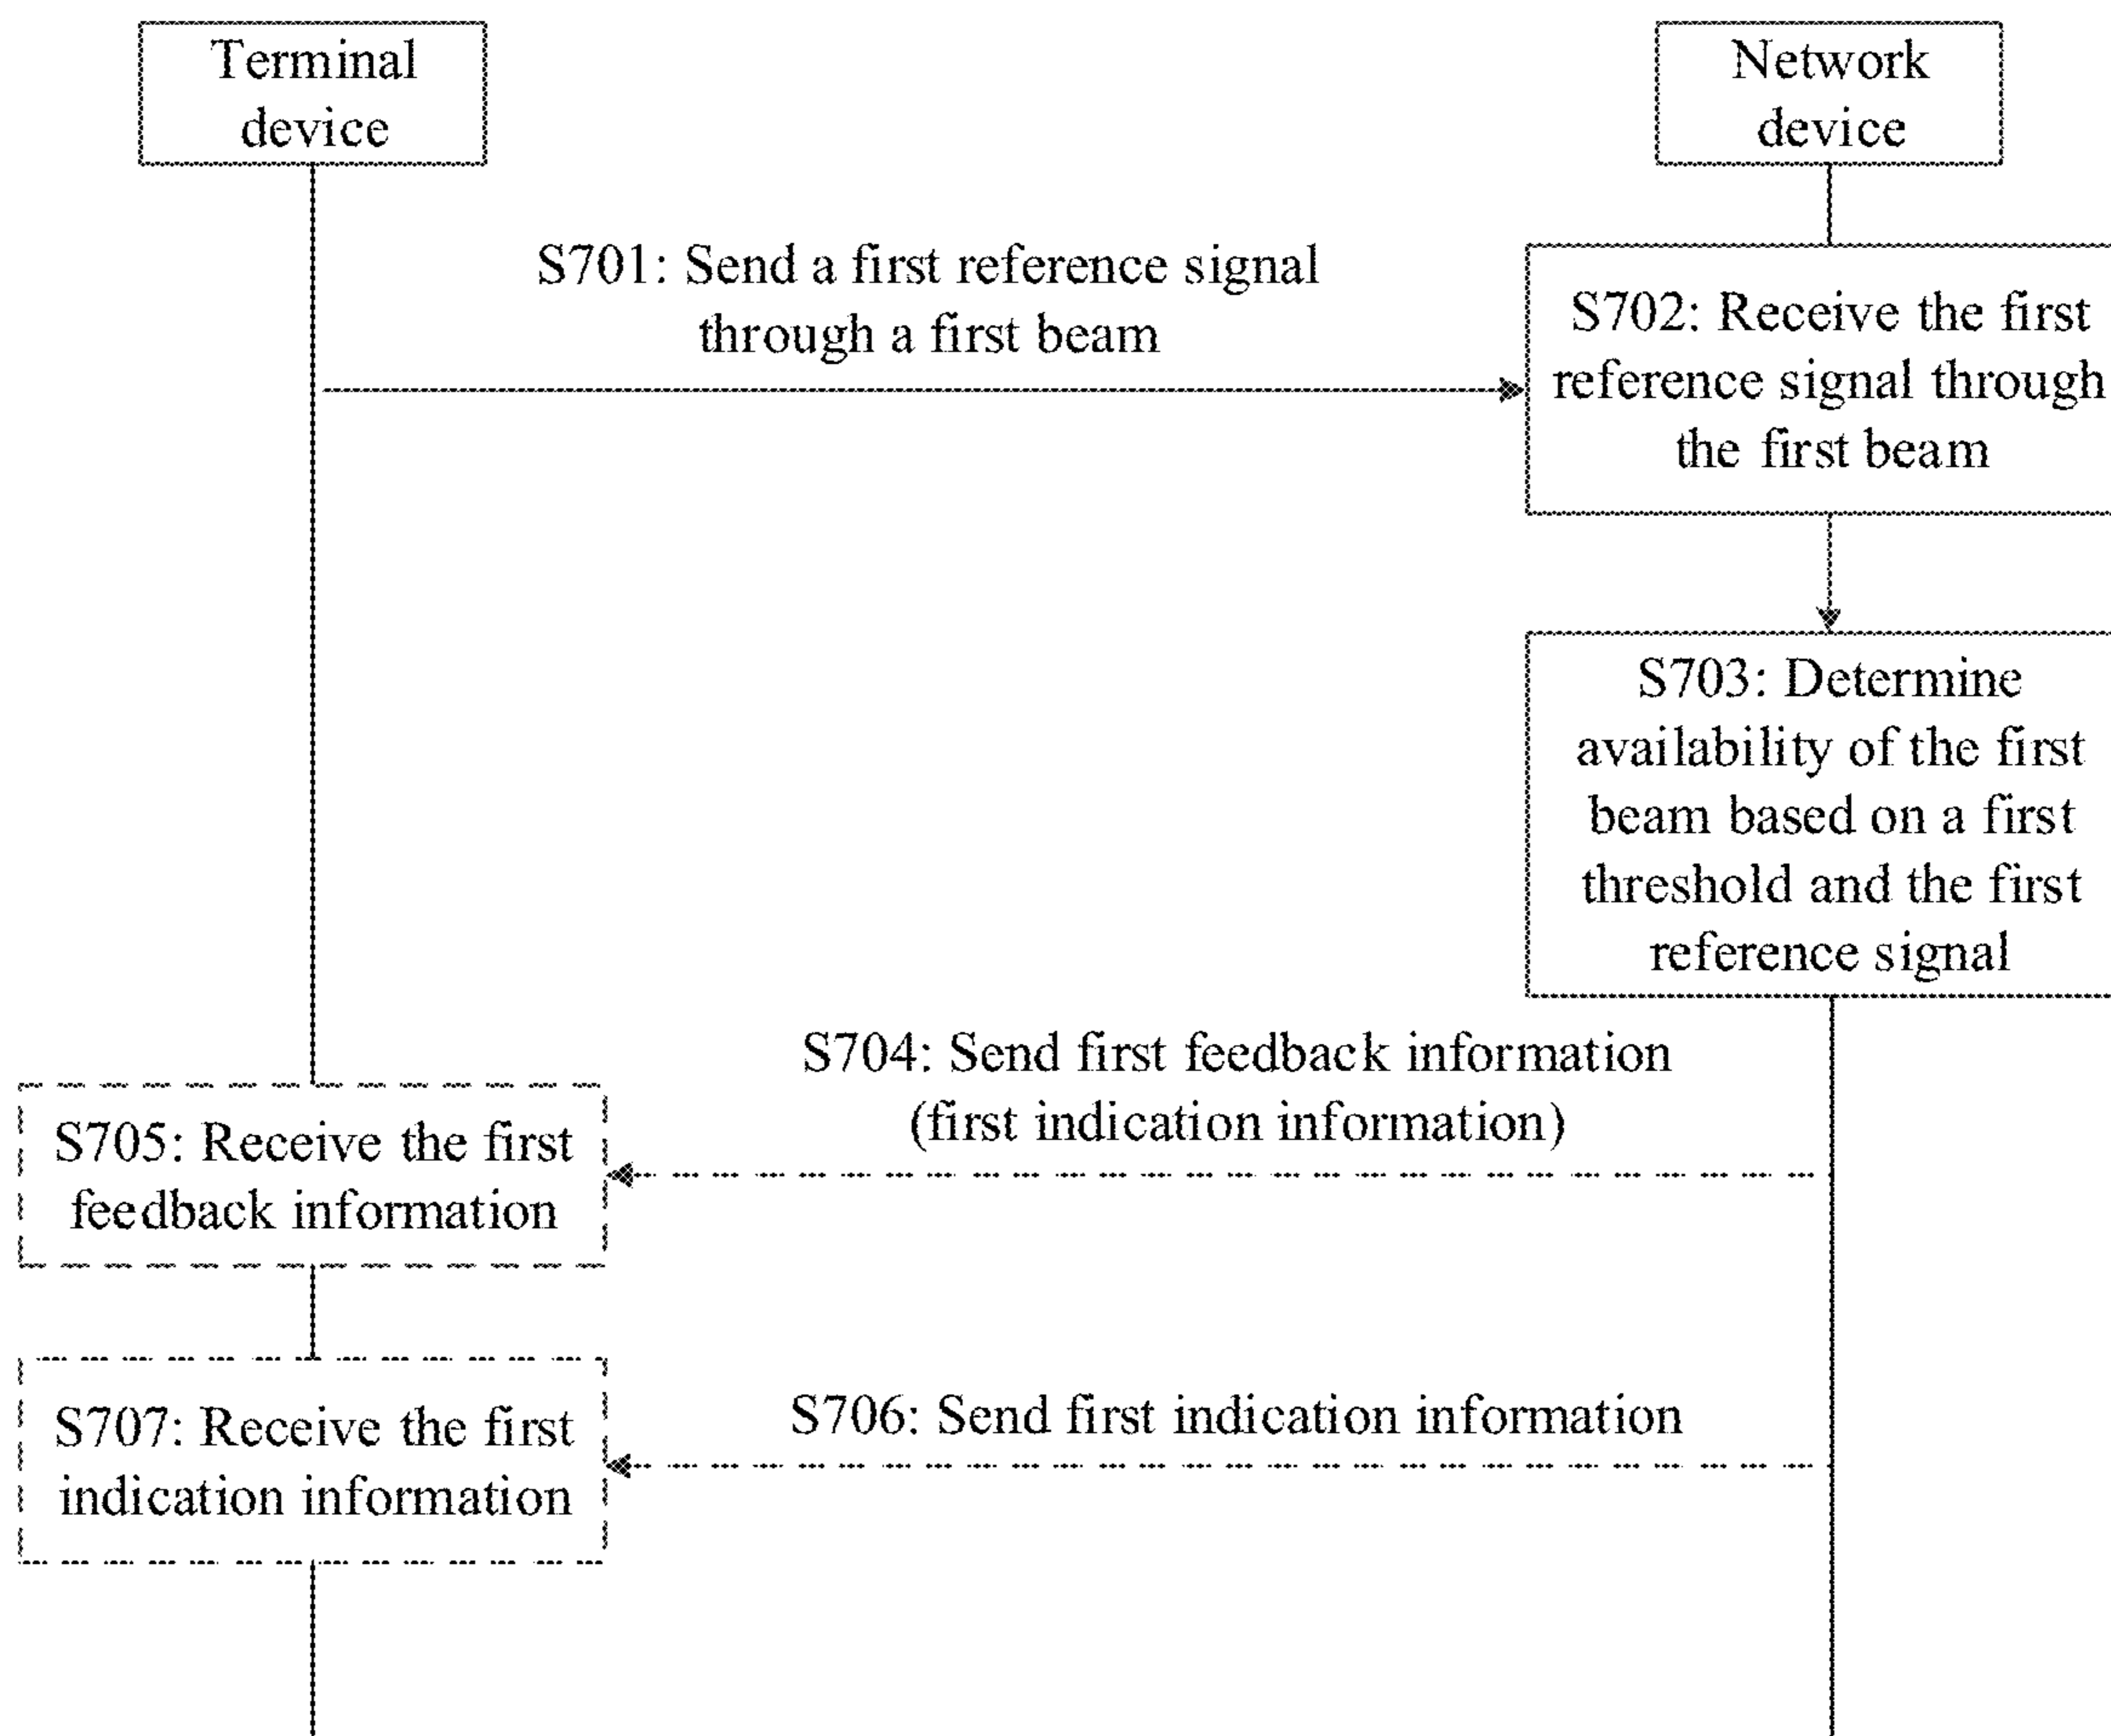 Terminal
device
Network
device
S701: Send a first reference signal
through a first beam
S702: Receive the first
reference signal through
the first beam
S703: Determine
availability of the first
beam based on a first
threshold and the first
reference signal
S704: Send first feedback information
(first indication information)
S705: Receive the first
feedback information
S706: Send first indication information
S707: Receive the first
indication information